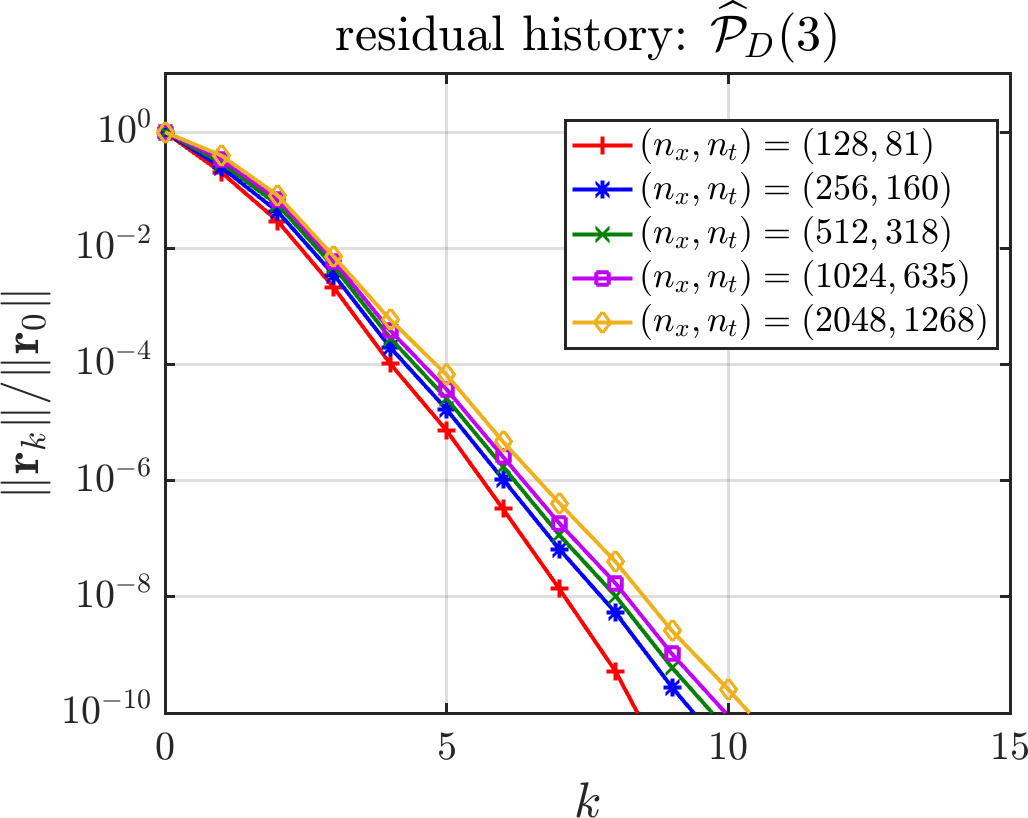 residual history: $\widehat{\mathcal{P}}_D(3)$
$10^0$
$10^{-2}$
$10^{-4}$
$10^{-6}$
$10^{-8}$
$10^{-10}$
$\|\mathbf{r}_k\|/\|\mathbf{r}_0\|$
$(n_x, n_t) = (128, 81)$
$(n_x, n_t) = (256, 160)$
$(n_x, n_t) = (512, 318)$
$(n_x, n_t) = (1024, 635)$
$(n_x, n_t) = (2048, 1268)$
0 5 10 15
$k$